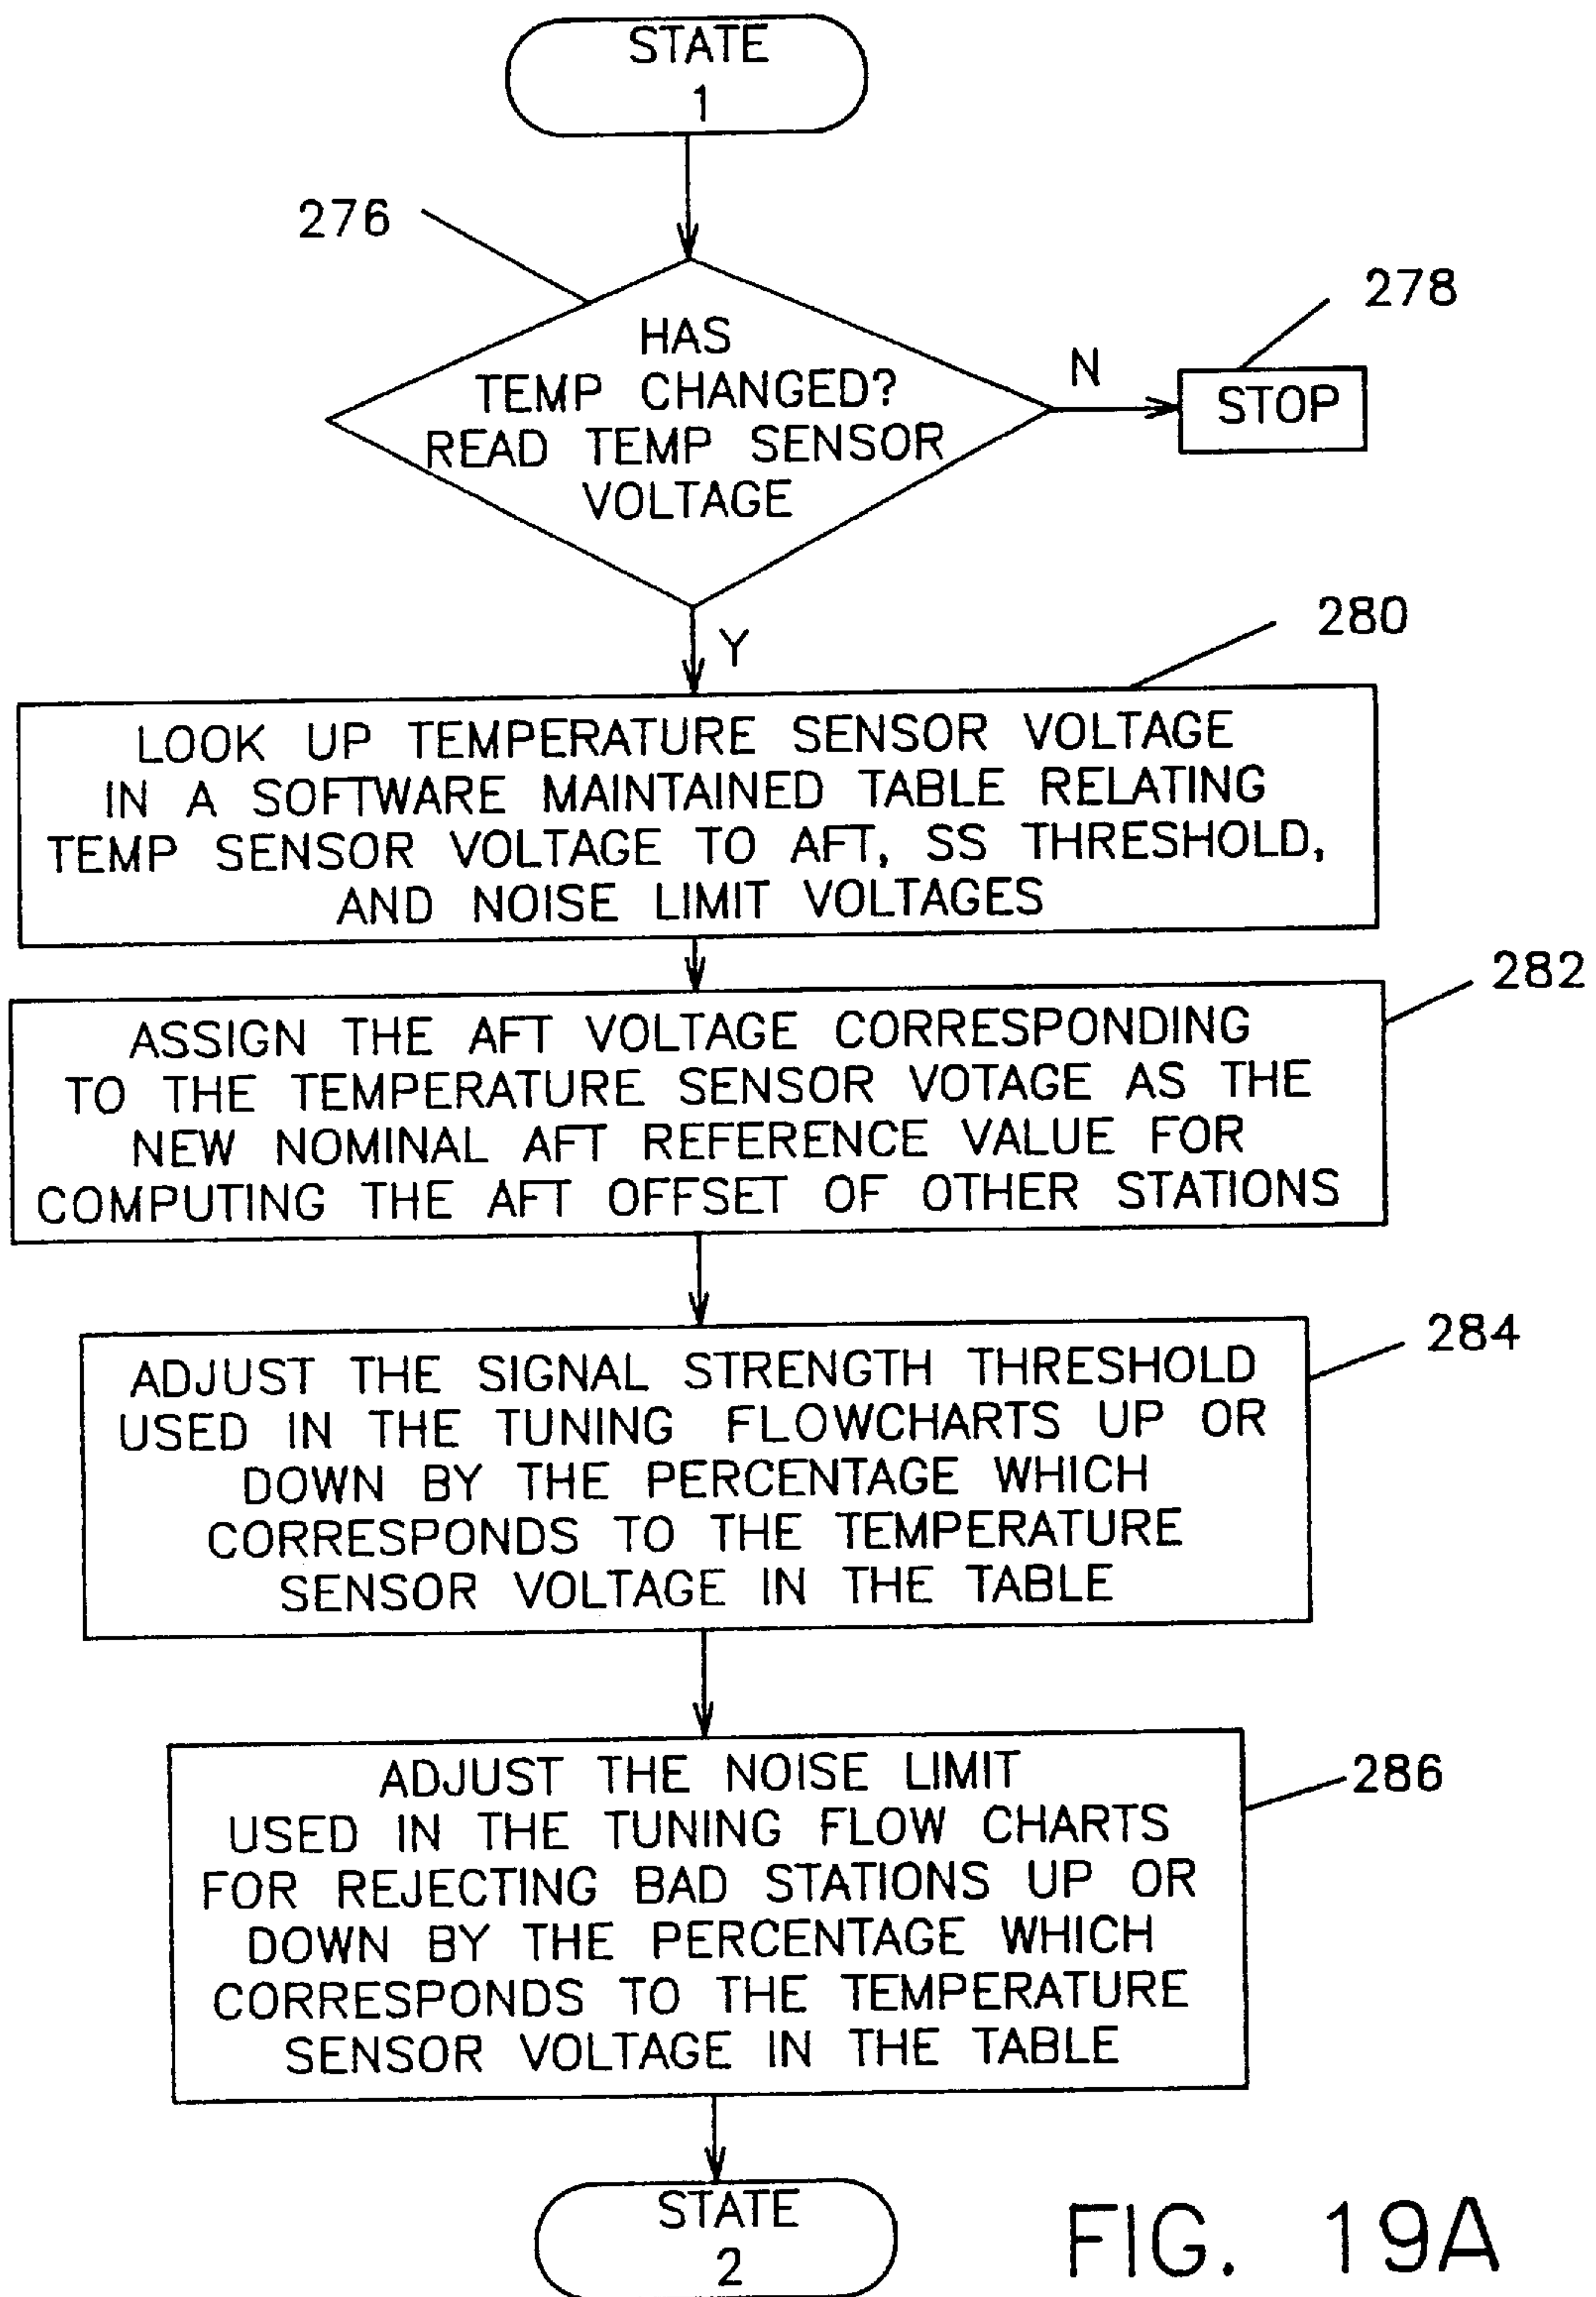 STATE
1
276
HAS
TEMP CHANGED?
READ TEMP SENSOR
VOLTAGE
N
278
STOP
Y
280
LOOK UP TEMPERATURE SENSOR VOLTAGE
IN A SOFTWARE MAINTAINED TABLE RELATING
TEMP SENSOR VOLTAGE TO AFT, SS THRESHOLD,
AND NOISE LIMIT VOLTAGES
282
ASSIGN THE AFT VOLTAGE CORRESPONDING
TO THE TEMPERATURE SENSOR VOTAGE AS THE
NEW NOMINAL AFT REFERENCE VALUE FOR
COMPUTING THE AFT OFFSET OF OTHER STATIONS
284
ADJUST THE SIGNAL STRENGTH THRESHOLD
USED IN THE TUNING FLOWCHARTS UP OR
DOWN BY THE PERCENTAGE WHICH
CORRESPONDS TO THE TEMPERATURE
SENSOR VOLTAGE IN THE TABLE
286
ADJUST THE NOISE LIMIT
USED IN THE TUNING FLOW CHARTS
FOR REJECTING BAD STATIONS UP OR
DOWN BY THE PERCENTAGE WHICH
CORRESPONDS TO THE TEMPERATURE
SENSOR VOLTAGE IN THE TABLE
STATE
2
FIG. 19A